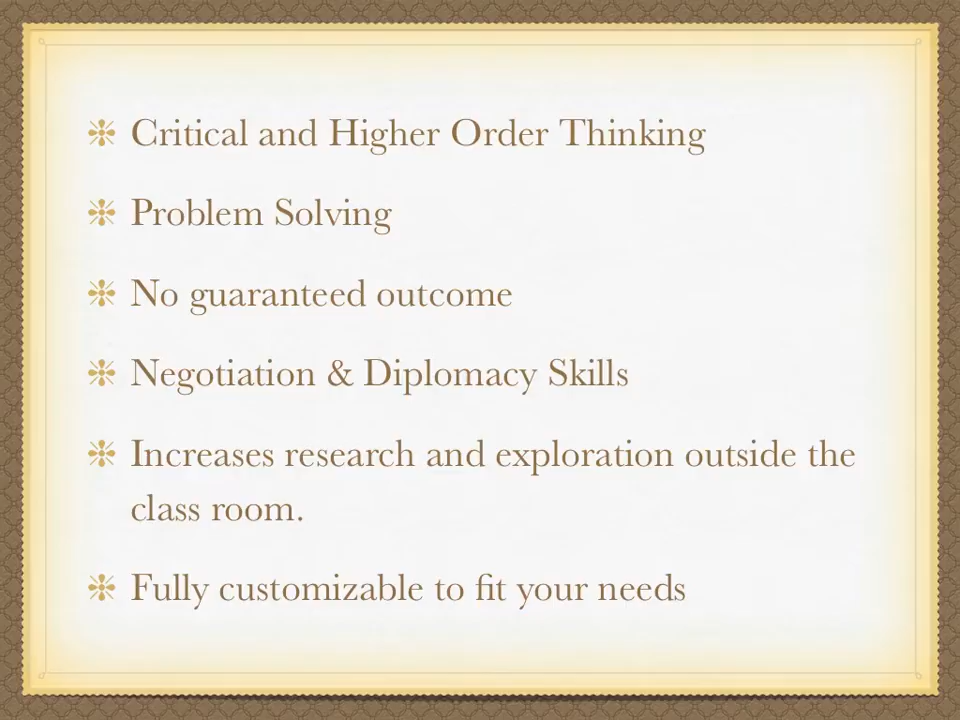 Critical and Higher Order Thinking
Problem Solving
No guaranteed outcome
Negotiation & Diplomacy Skills
Increases research and exploration outside the
class room.
Fully customizable to fit your needs